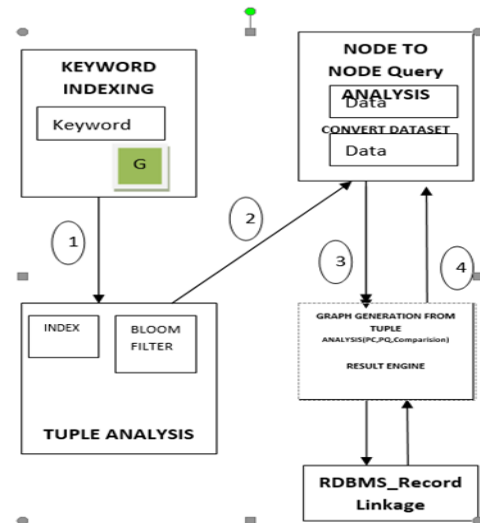 KEYWORD
INDEXING
Keyword
G
1
2
NODE TO
NODE Query
ANALYSIS
Data
CONVERT DATASET
Data
3
4
INDEX
BLOOM
FILTER
TUPLE ANALYSIS
GRAPH GENERATION FROM
TUPLE
ANALYSIS(PC,PQ,Comparision)
RESULT ENGINE
RDBMS_Record
Linkage